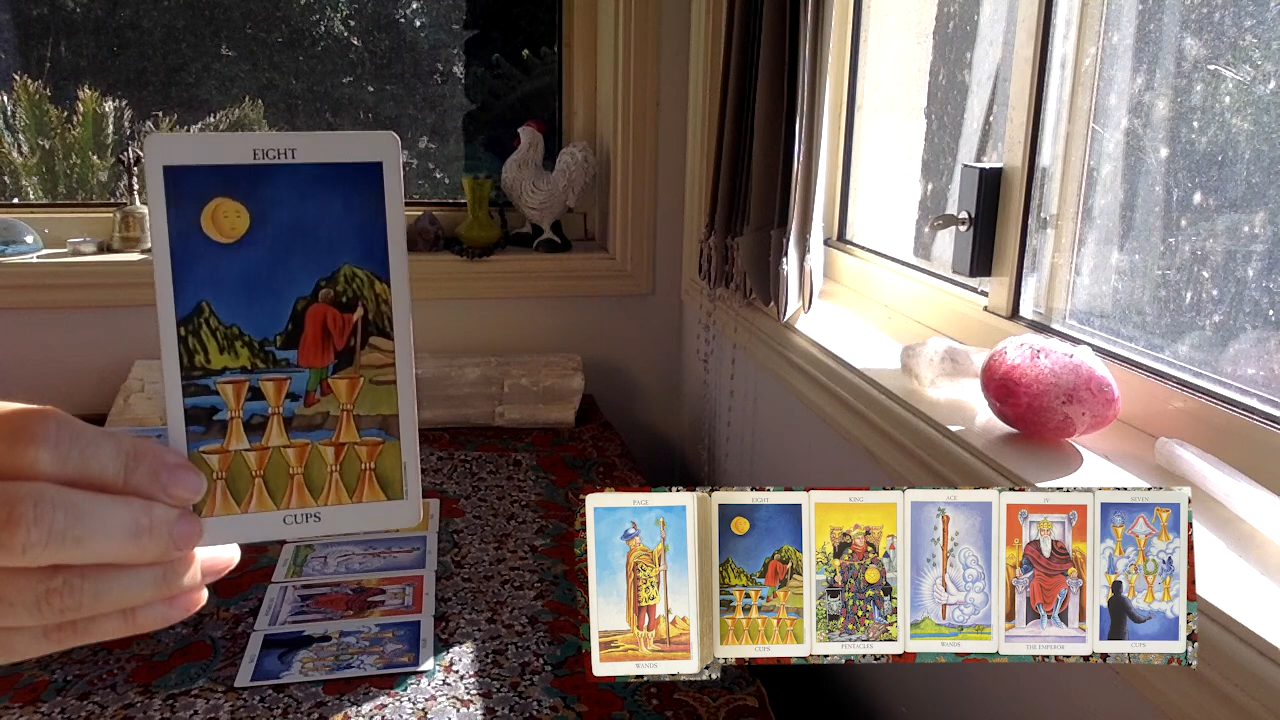 EIGHT
CUPS
PAGE
WANDS
EIGHT
CUPS
KING
PENTACLES
ACE
WANDS
IV
THE EMPEROR
SEVEN
CUPS